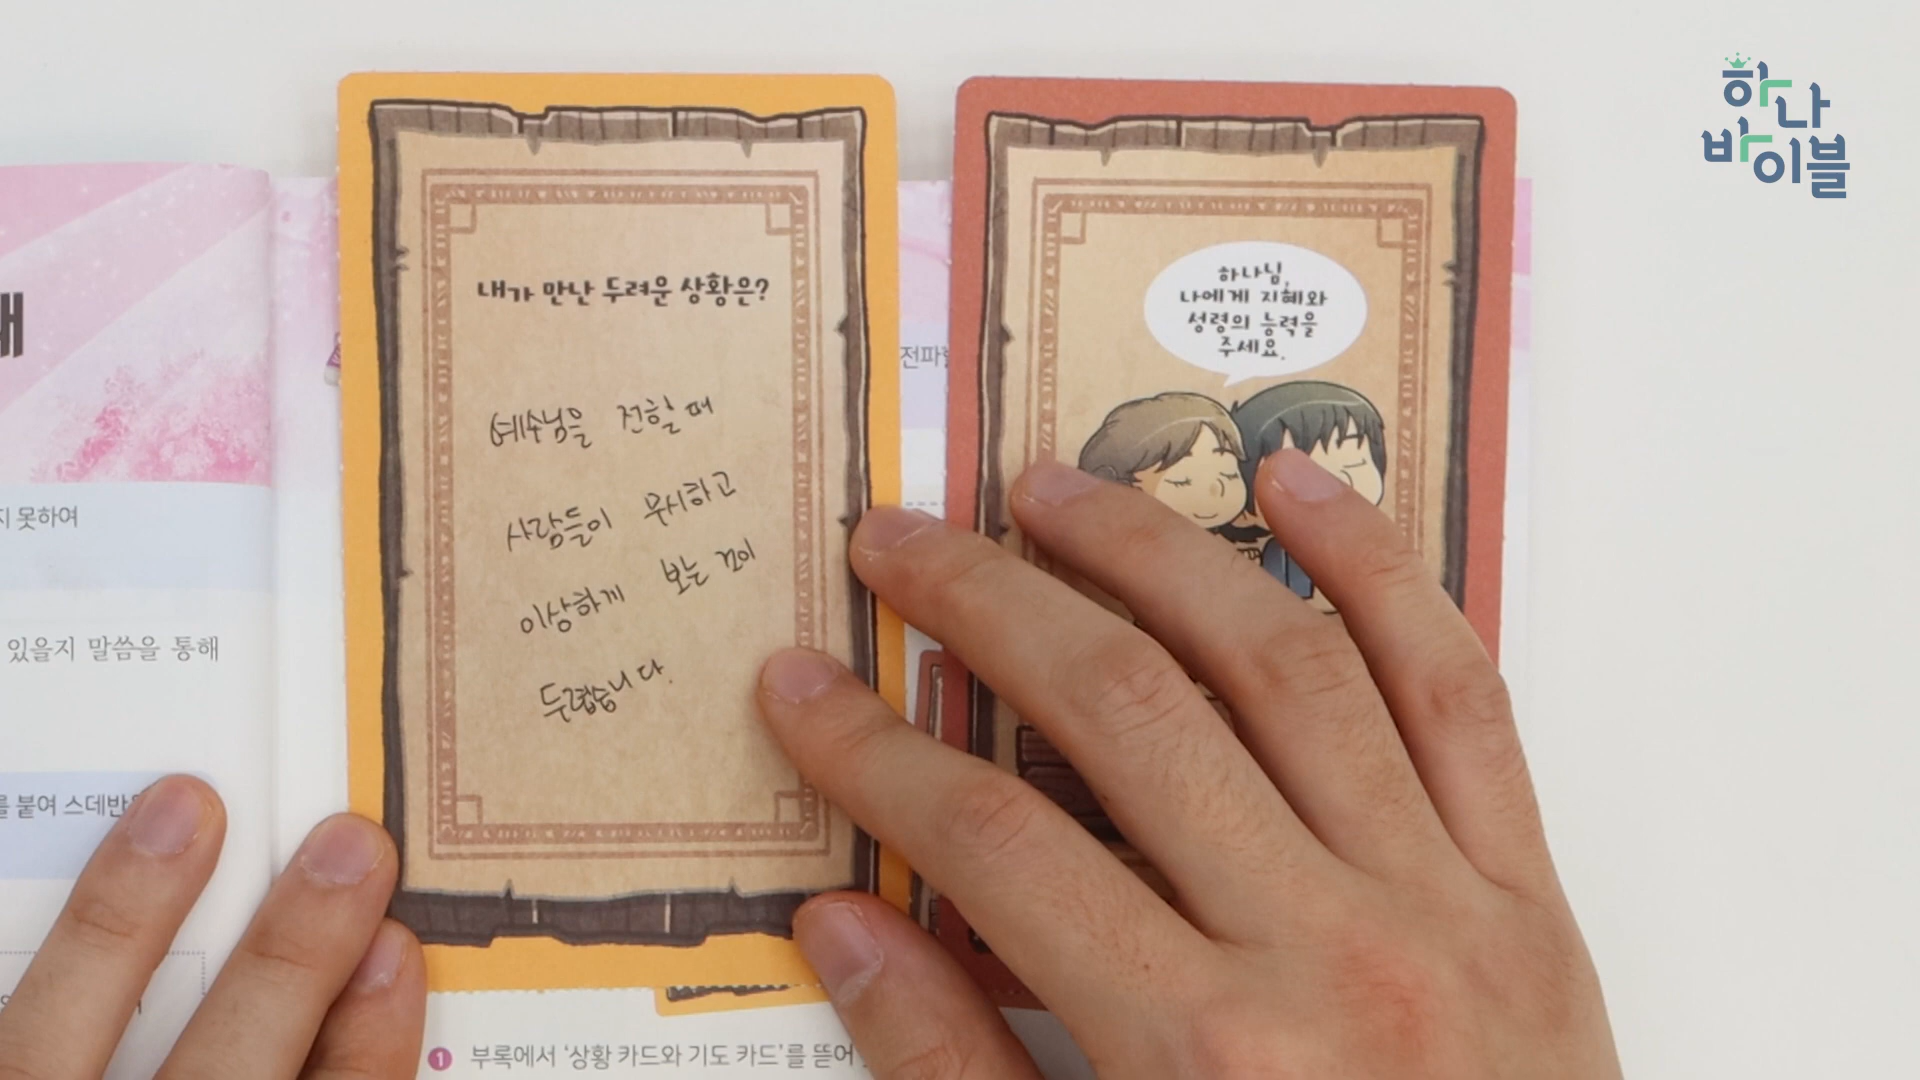 하나
바이블
내가 만난 두려운 상황은?
예수님을 전할 때
사람들이 무시하고
이상하게 보는 것이
두렵습니다.
하나님,
나에게 지혜와
성령의 능력을
주세요.
전파
지 못하여
있을지 말씀을 통해
를 붙여 스데반
1 부록에서 '상황 카드와 기도 카드'를 뜯어